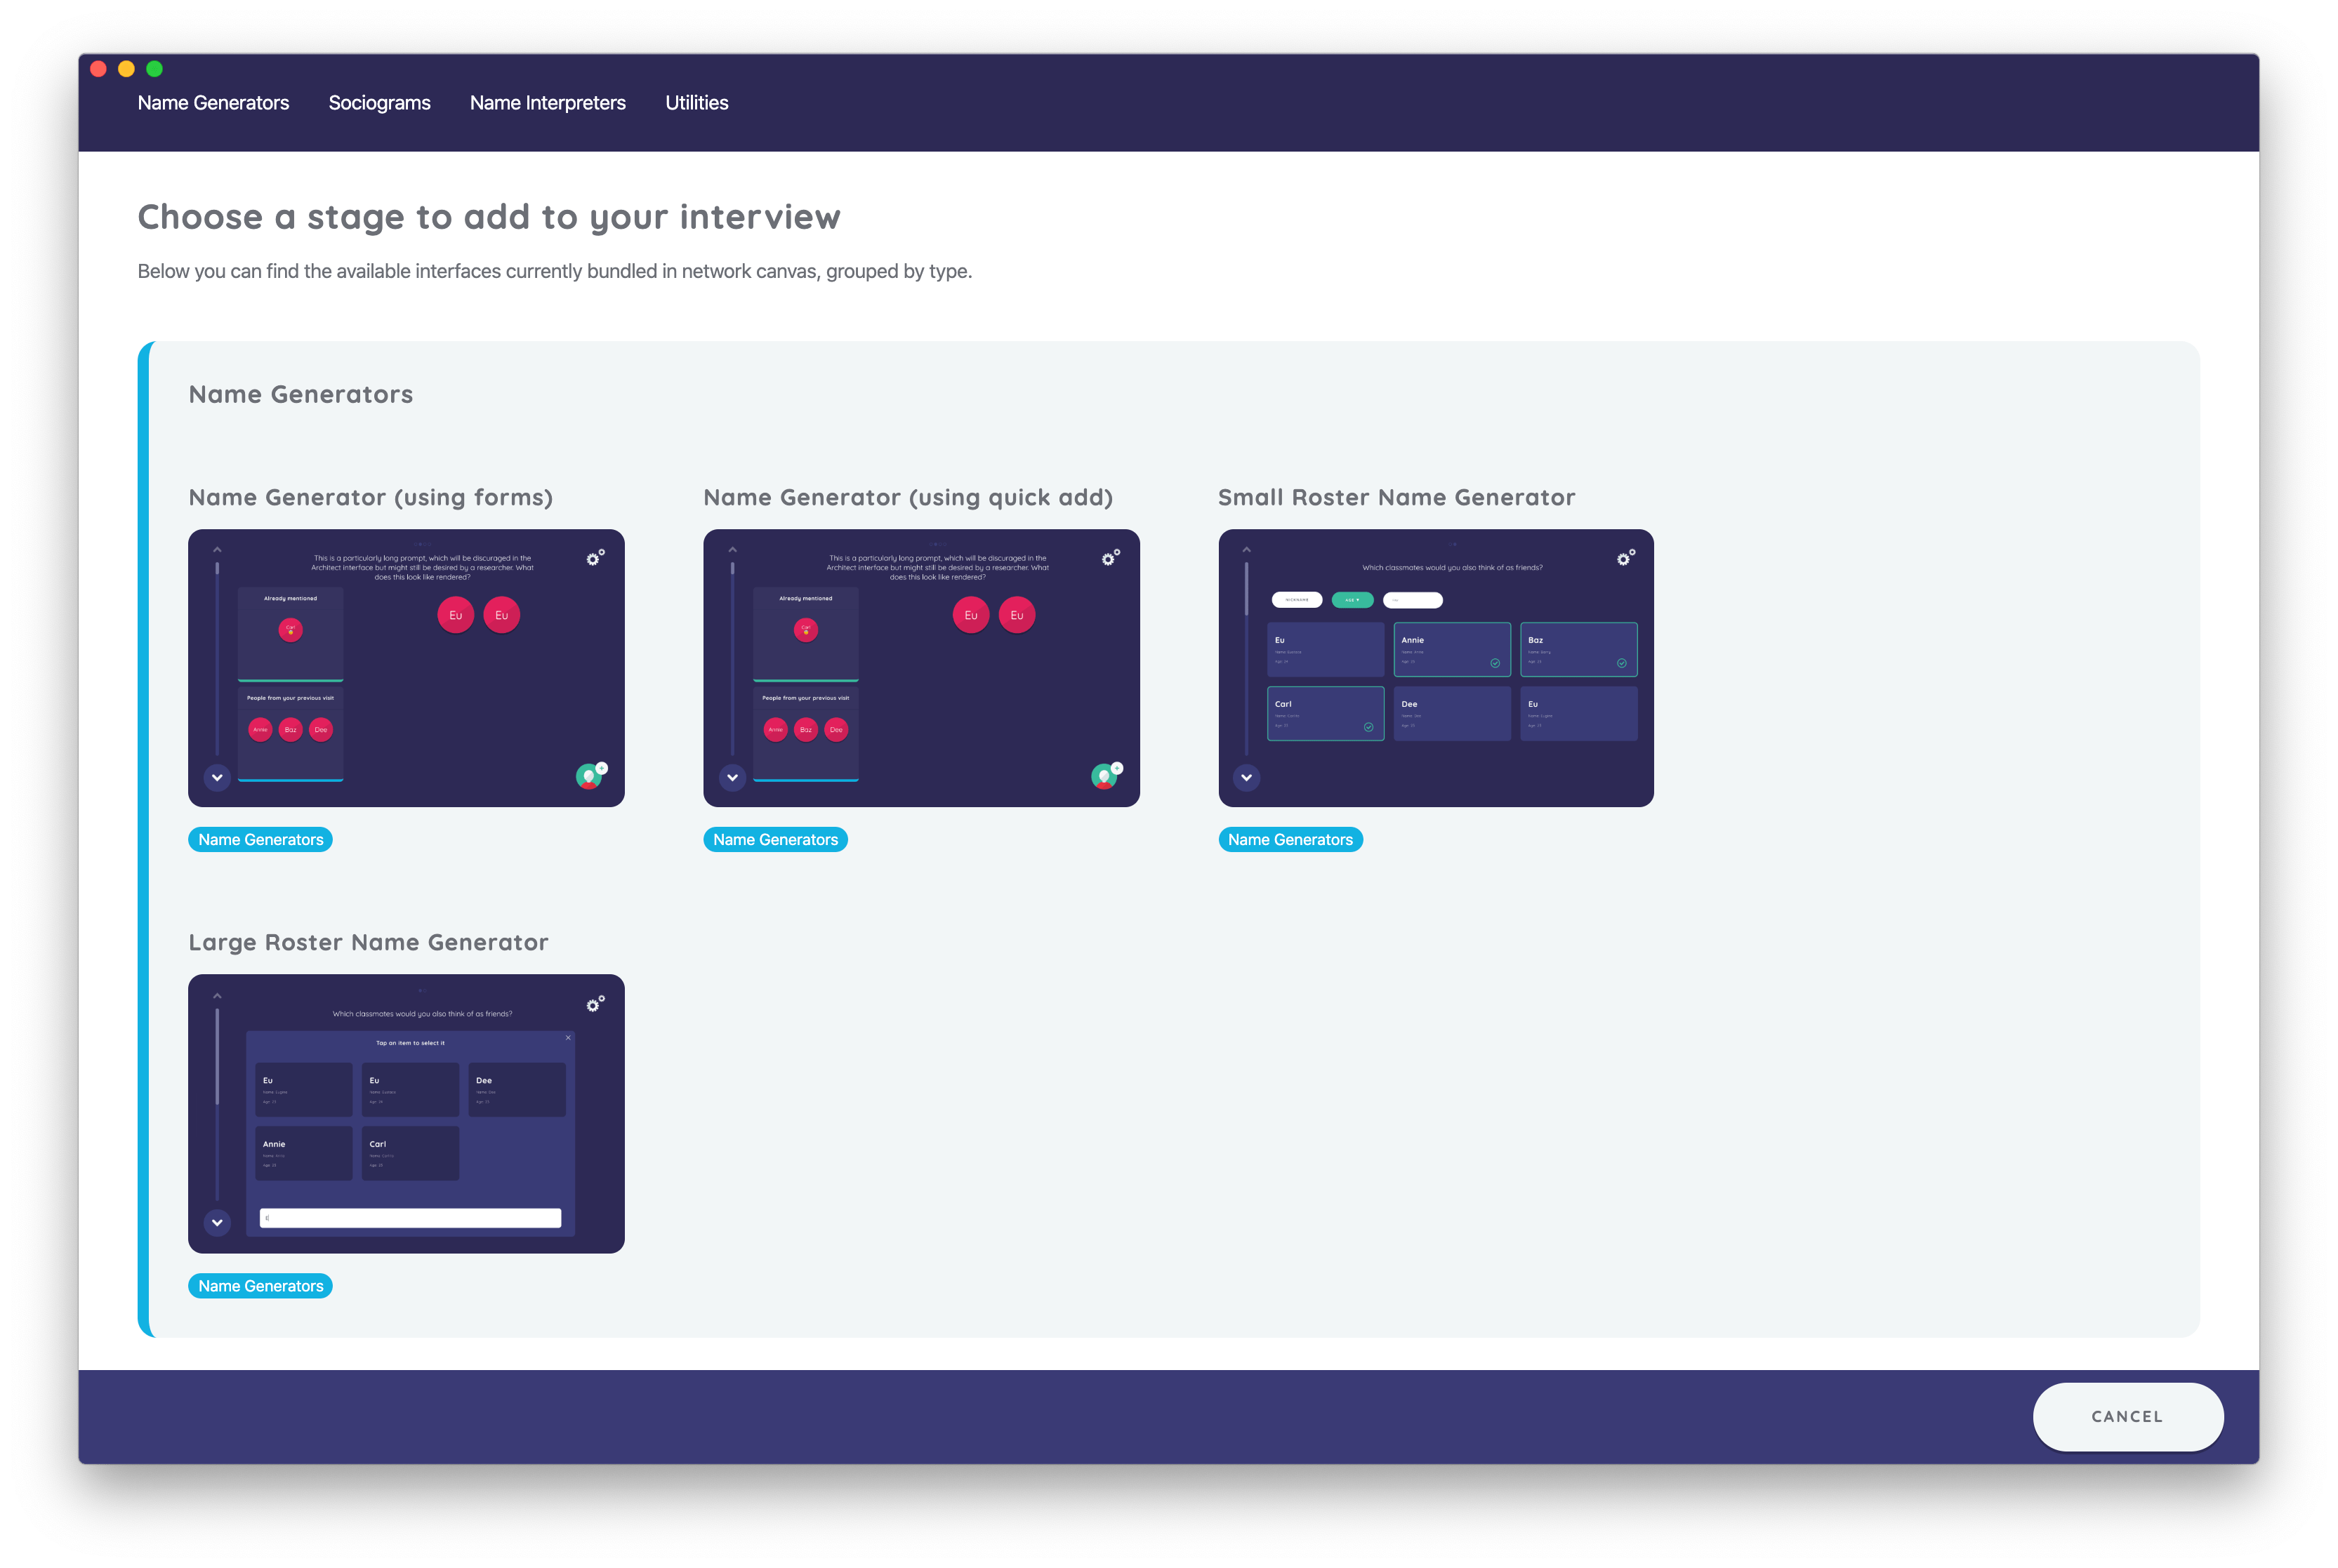 Name Generators Sociograms Name Interpreters Utilities
Choose a stage to add to your interview
Below you can find the available interfaces currently bundled in network canvas, grouped by type.
Name Generators
Name Generator (using forms)
This is a particularly long prompt, which will be discuraged in the
Architect interface but might still be desired by a researcher. What
does this look like rendered?
Already mentioned
Carl
Eu Eu
People from your previous visit
Annie Baz Dee
Name Generators
Name Generator (using quick add)
This is a particularly long prompt, which will be discuraged in the
Architect interface but might still be desired by a researcher. What
does this look like rendered?
Already mentioned
Carl
Eu Eu
People from your previous visit
Annie Baz Dee
Name Generators
Small Roster Name Generator
Which classmates would you also think of as friends?
NICKNAME AGE
Eu
Annie
Baz
Carl
Dee
Eu
Name Generators
Large Roster Name Generator
Which classmates would you also think of as friends?
Tap an item to select it
Eu
Eu
Dee
Annie
Carl
Name Generators
CANCEL